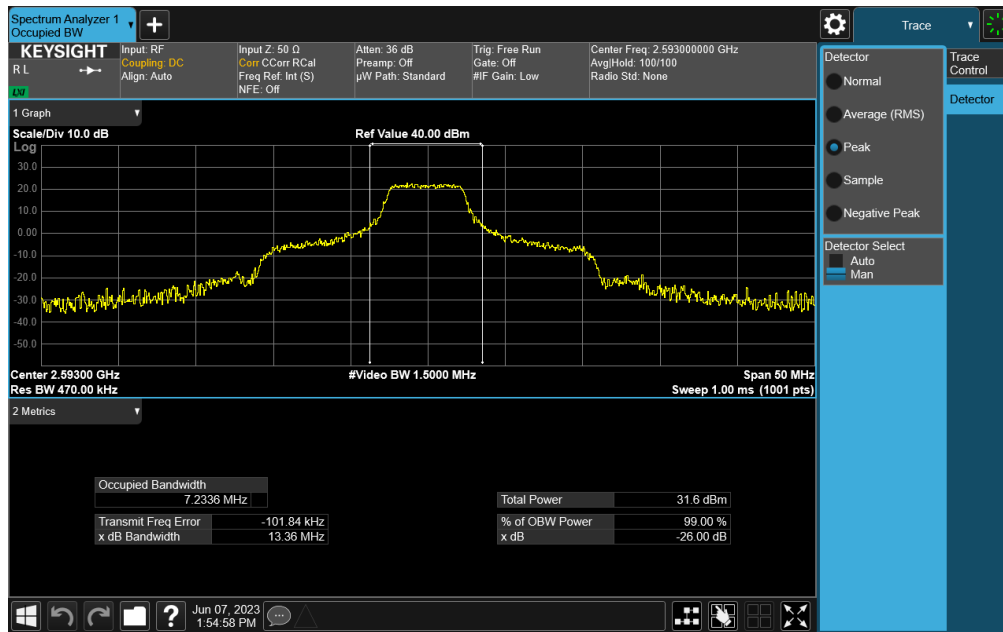 Spectrum Analyzer 1
Occupied BW
Trace
KEYSIGHT
R L
LXI
Input: RF
Coupling: DC
Align: Auto
Input Z: 50 Ω
Corr CCorr RCal
Freq Ref: Int (S)
NFE: Off
Atten: 36 dB
Preamp: Off
µW Path: Standard
Trig: Free Run
Gate: Off
#IF Gain: Low
Center Freq: 2.593000000 GHz
Avg|Hold: 100/100
Radio Std: None
1 Graph
Scale/Div 10.0 dB
Ref Value 40.00 dBm
Log
30.0
20.0
10.0
0.00
-10.0
-20.0
-30.0
-40.0
-50.0
Center 2.59300 GHz
#Video BW 1.5000 MHz
Span 50 MHz
Res BW 470.00 kHz
Sweep 1.00 ms (1001 pts)
2 Metrics
Occupied Bandwidth
7.2336 MHz
Transmit Freq Error -101.84 kHz
x dB Bandwidth 13.36 MHz
Total Power 31.6 dBm
% of OBW Power 99.00 %
x dB -26.00 dB
Detector
Normal
Average (RMS)
Peak
Sample
Negative Peak
Detector Select
Auto
Man
Trace
Control
Detector
?
Jun 07, 2023
1:54:58 PM